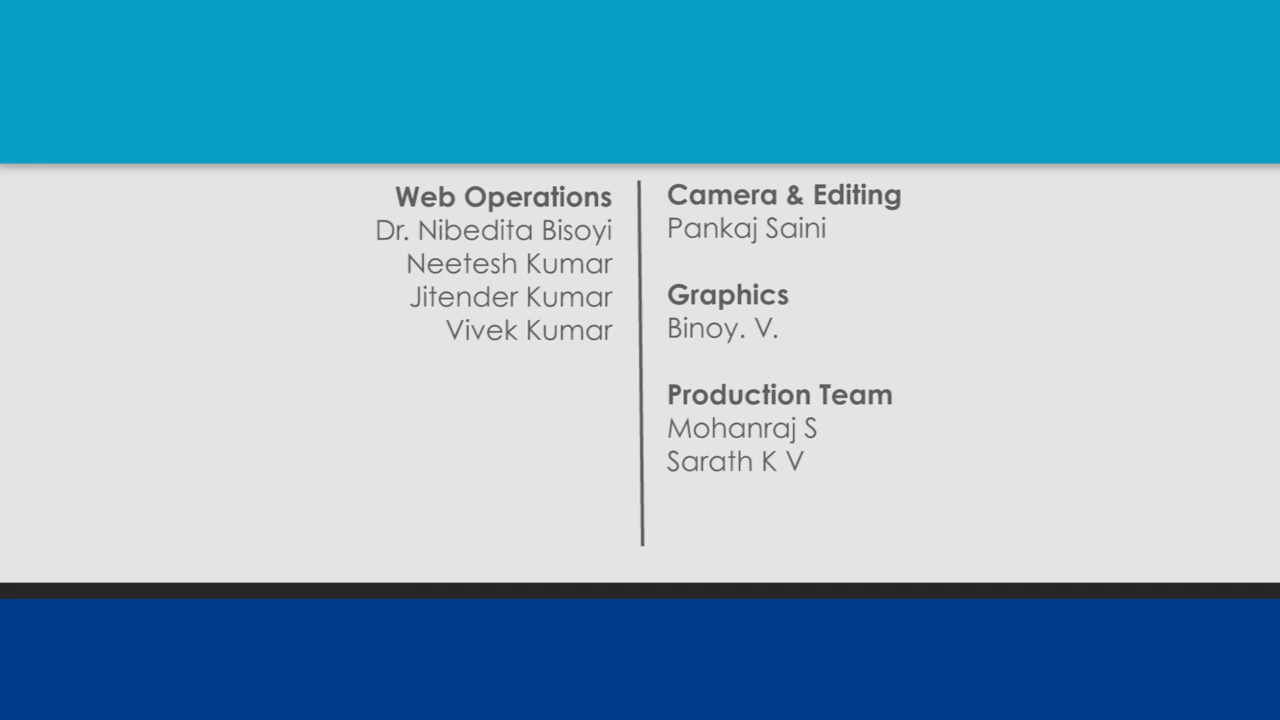 Web Operations
Dr. Nibedita Bisoyi
Neetesh Kumar
Jitender Kumar
Vivek Kumar
Camera & Editing
Pankaj Saini
Graphics
Binoy. V.
Production Team
Mohanraj S
Sarath K V